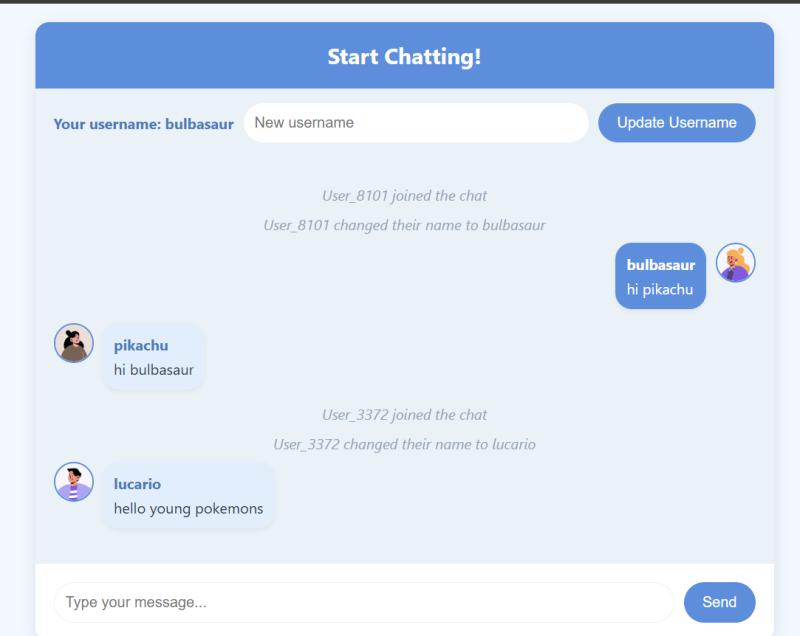 Start Chatting!
Your username: bulbasaur New username Update Username
User_8101 joined the chat
User_8101 changed their name to bulbasaur
bulbasaur
hi pikachu
pikachu
hi bulbasaur
User_3372 joined the chat
User_3372 changed their name to lucario
lucario
hello young pokemons
Type your message... Send